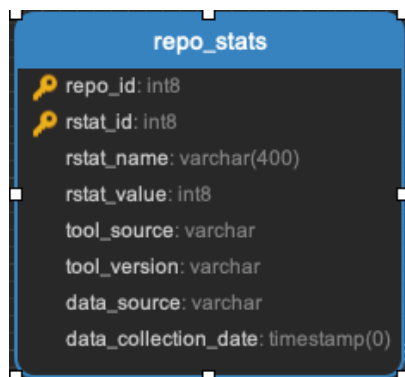 repo_stats
repo_id: int8
rstat_id: int8
rstat_name: varchar(400)
rstat_value: int8
tool_source: varchar
tool_version: varchar
data_source: varchar
data_collection_date: timestamp(0)